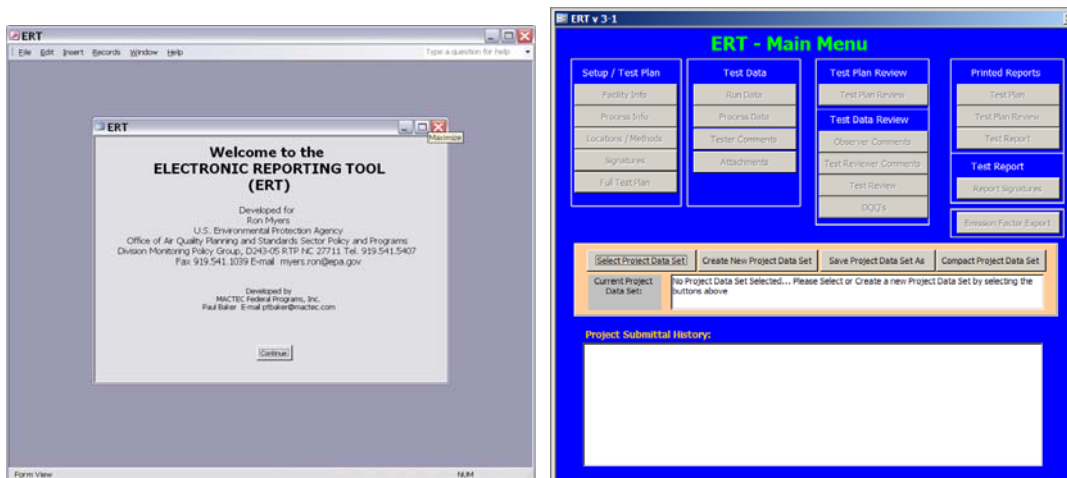 ERT
File Edit Insert Records Window Help
Type a question for help
ERT
Maximize
Welcome to the
ELECTRONIC REPORTING TOOL
(ERT)
Developed for
Ron Myers
U.S. Environmental Protection Agency
Office of Air Quality Planning and Standards Sector Policy and Programs
Division Monitoring Policy Group, D243-05 RTP NC 27711 Tel. 919.541.5407
Fax 919.541.1039 E-mail myers.ron@epa.gov
Developed by
MACTEC Federal Programs, Inc.
Paul Baker E-mail ptbaker@mactec.com
Continue
Form View
NUM
ERT v 3-1
ERT - Main Menu
Setup / Test Plan
Facility Info
Process Info
Locations / Methods
Signatures
Full Test Plan
Test Data
Run Data
Process Data
Tester Comments
Attachments
Test Plan Review
Test Plan Review
Test Data Review
Observer Comments
Test Reviewer Comments
Test Review
DQQ's
Printed Reports
Test Plan
Test Plan Review
Test Report
Test Report
Report Signatures
Emission Factor Export
Select Project Data Set
Create New Project Data Set
Save Project Data Set As
Compact Project Data Set
Current Project
Data Set:
No Project Data Set Selected... Please Select or Create a new Project Data Set by selecting the
buttons above
Project Submittal History: